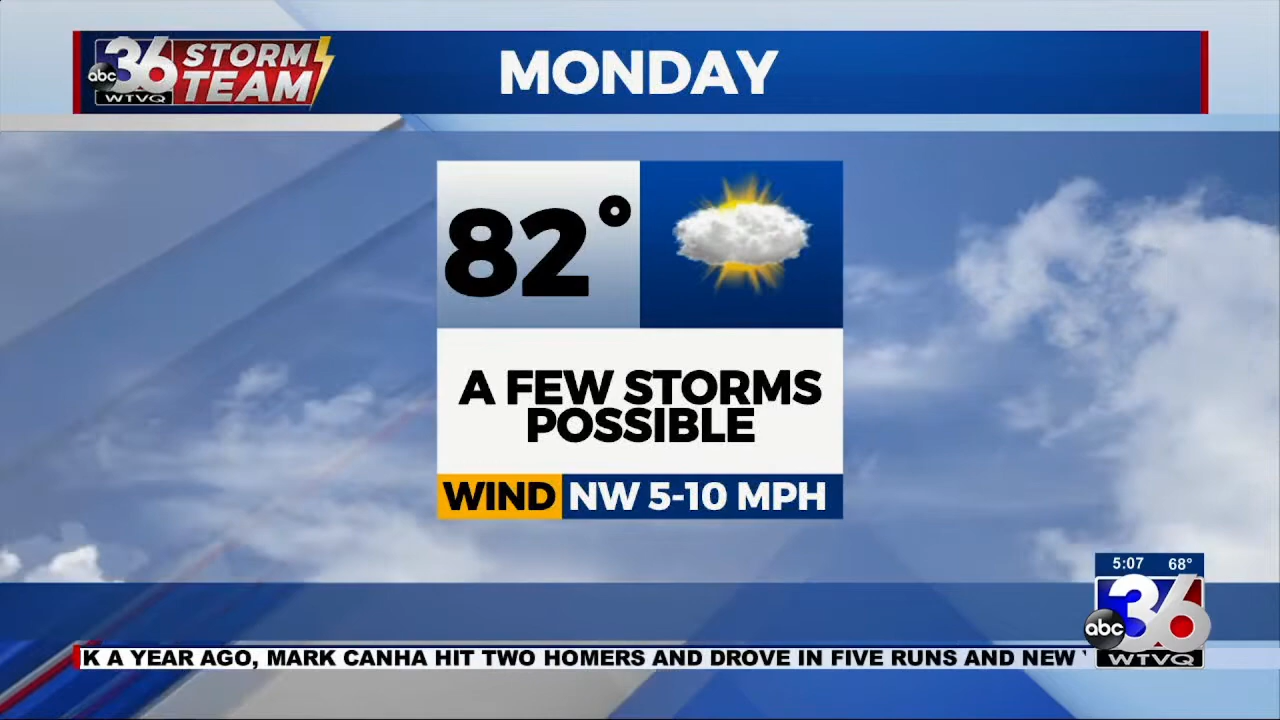 abc 36 WTVQ STORM TEAM
MONDAY
82°
A FEW STORMS
POSSIBLE
WIND NW 5-10 MPH
5:07 68°
abc 36
WTVQ
K A YEAR AGO, MARK CANHA HIT TWO HOMERS AND DROVE IN FIVE RUNS AND NEW